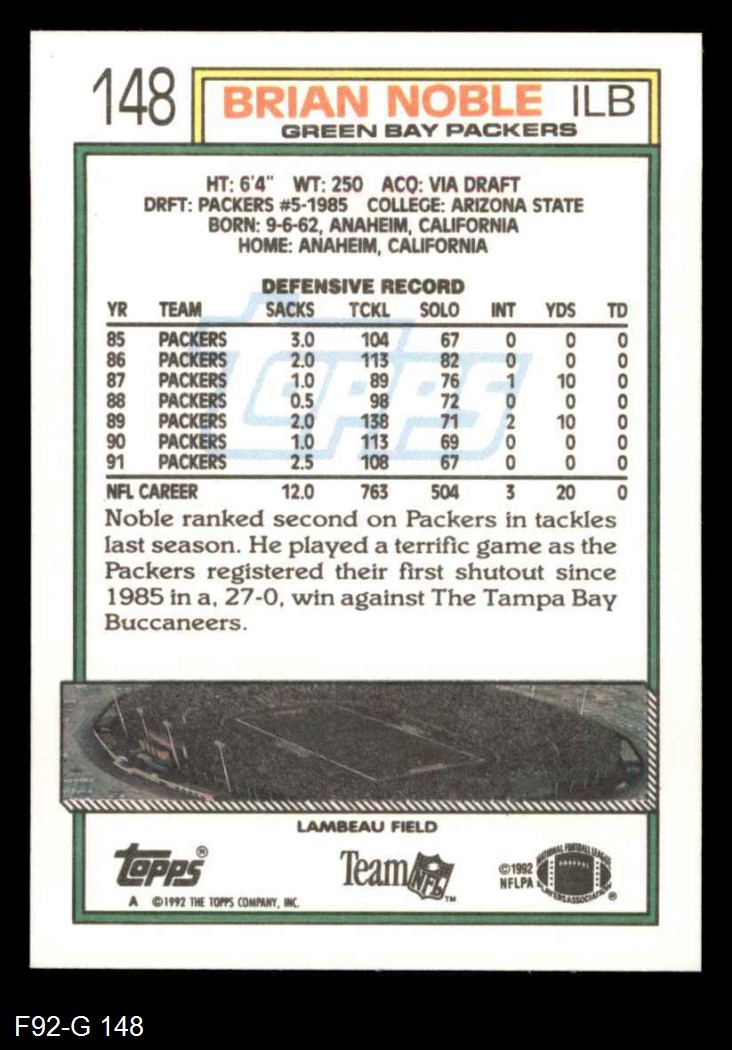 148 BRIAN NOBLE ILB
GREEN BAY PACKERS
HT: 6'4" WT: 250 ACQ: VIA DRAFT
DRFT: PACKERS #5-1985 COLLEGE: ARIZONA STATE
BORN: 9-6-62, ANAHEIM, CALIFORNIA
HOME: ANAHEIM, CALIFORNIA
DEFENSIVE RECORD
YR TEAM SACKS TCKL SOLO INT YDS TD
85 PACKERS 3.0 104 67 0 0 0
86 PACKERS 2.0 113 82 0 0 0
87 PACKERS 1.0 89 76 1 10 0
88 PACKERS 0.5 98 72 0 0 0
89 PACKERS 2.0 138 71 2 10 0
90 PACKERS 1.0 113 69 0 0 0
91 PACKERS 2.5 108 67 0 0 0
NFL CAREER 12.0 763 504 3 20 0
topps
Noble ranked second on Packers in tackles
last season. He played a terrific game as the
Packers registered their first shutout since
1985 in a, 27-0, win against The Tampa Bay
Buccaneers.
LAMBEAU FIELD
topps®
A ©1992 THE TOPPS COMPANY, INC.
Team NFL™
©1992
NFLPA
NATIONAL FOOTBALL LEAGUE
PLAYERS ASSOCIATION ®
F92-G 148